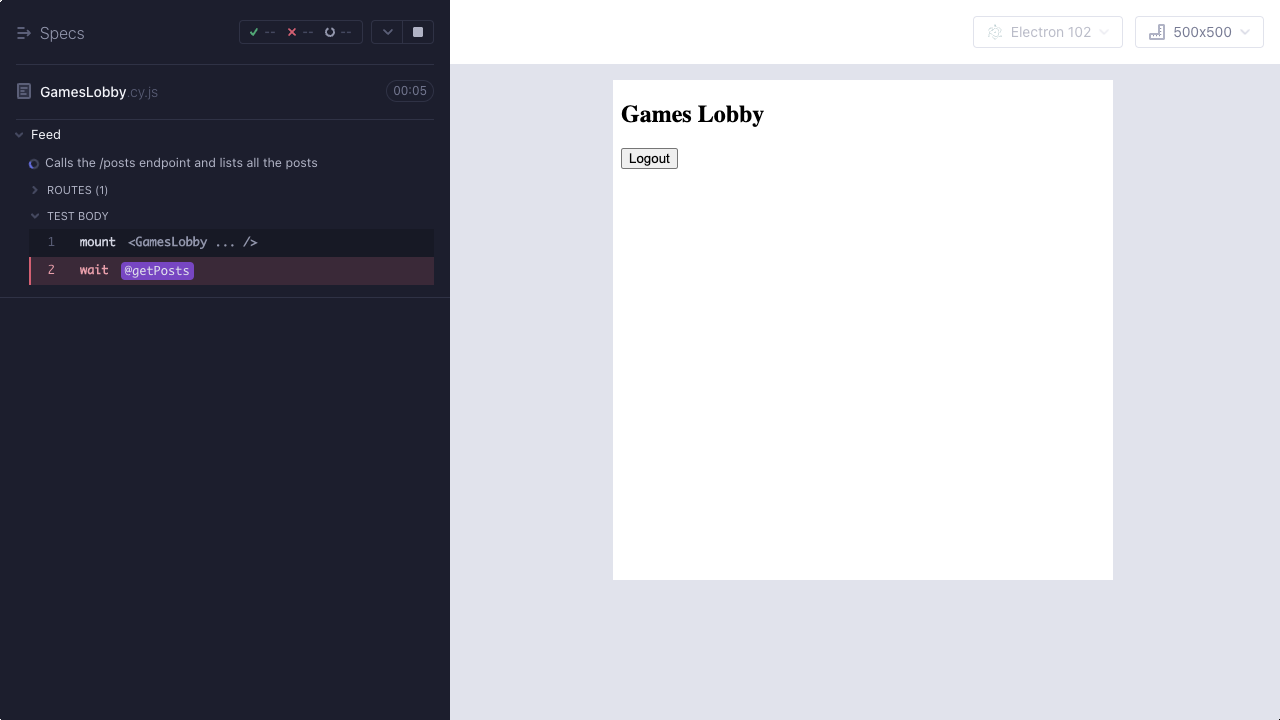 Specs
-- -- --
GamesLobby.cy.js 00:05
Feed
Calls the /posts endpoint and lists all the posts
ROUTES (1)
TEST BODY
1 mount <GamesLobby ... />
2 wait @getPosts
Electron 102 500x500
Games Lobby
Logout